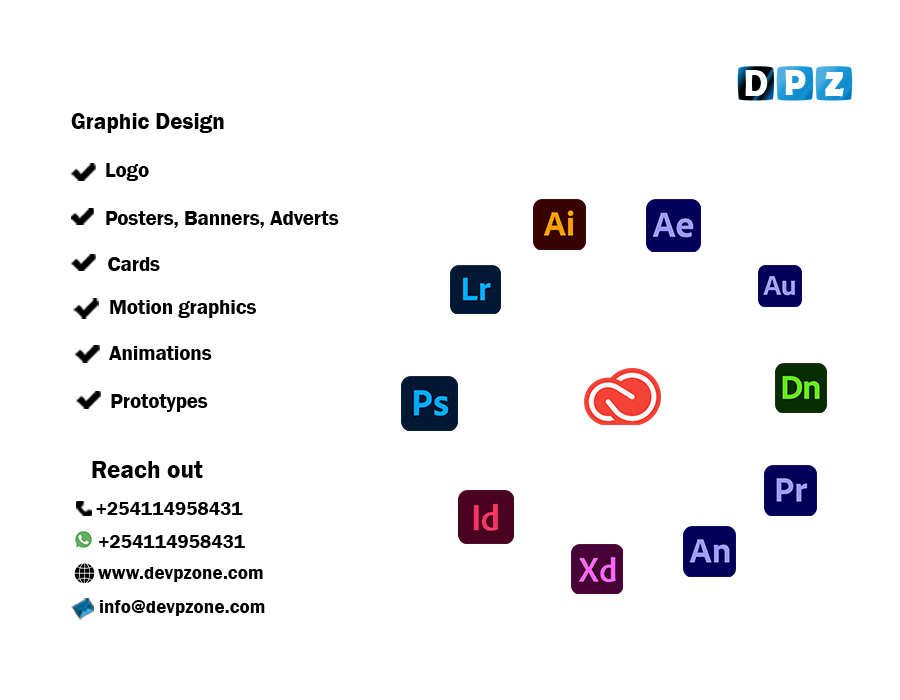 DPZ
Graphic Design
Logo
Posters, Banners, Adverts
Cards
Motion graphics
Animations
Prototypes
Reach out
+254114958431
+254114958431
www.devpzone.com
info@devpzone.com
Ai
Ae
Lr
Au
Ps
Dn
Pr
Id
An
Xd